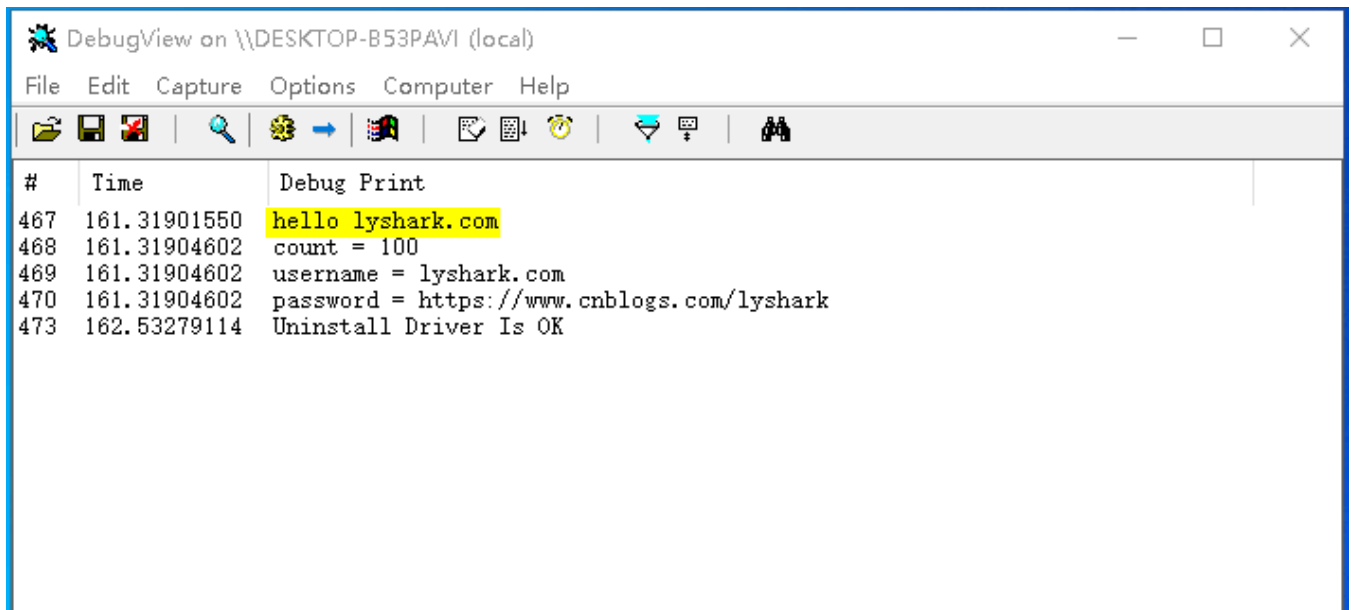 DebugView on \\DESKTOP-B53PAVI (local)
File Edit Capture Options Computer Help
# Time Debug Print
467 161.31901550 hello lyshark.com
468 161.31904602 count = 100
469 161.31904602 username = lyshark.com
470 161.31904602 password = https://www.cnblogs.com/lyshark
473 162.53279114 Uninstall Driver Is OK